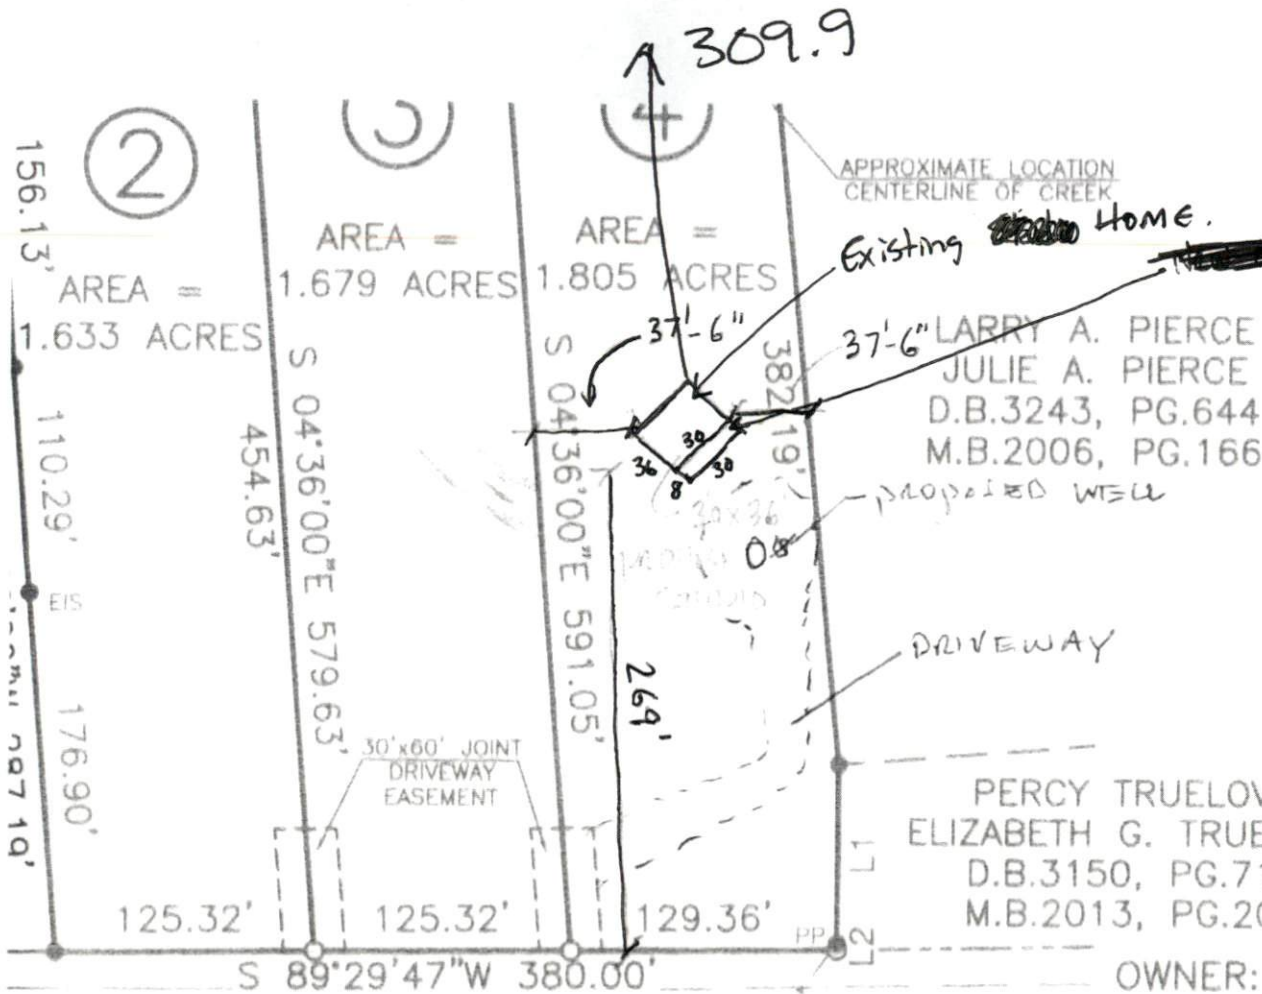 309.9
2
3
4
156.13'
APPROXIMATE LOCATION
CENTERLINE OF CREEK
Existing HOME.
AREA =
1.633 ACRES
AREA =
1.679 ACRES
AREA =
1.805 ACRES
37'-6"
37'-6"
LARRY A. PIERCE
JULIE A. PIERCE
D.B.3243, PG.644
M.B.2006, PG.166
110.29'
454.63'
S 04°36'00"E 579.63'
S 04°36'00"E 591.05'
382.19'
30
36
30
8
30x36
proposed WELL
EIS
269'
DRIVEWAY
176.90'
30'x60' JOINT
DRIVEWAY
EASEMENT
PERCY TRUELOV
ELIZABETH G. TRUE
D.B.3150, PG.71
M.B.2013, PG.20
L1
L2
125.32'
125.32'
129.36'
PP
S 89°29'47"W 380.00'
OWNER: